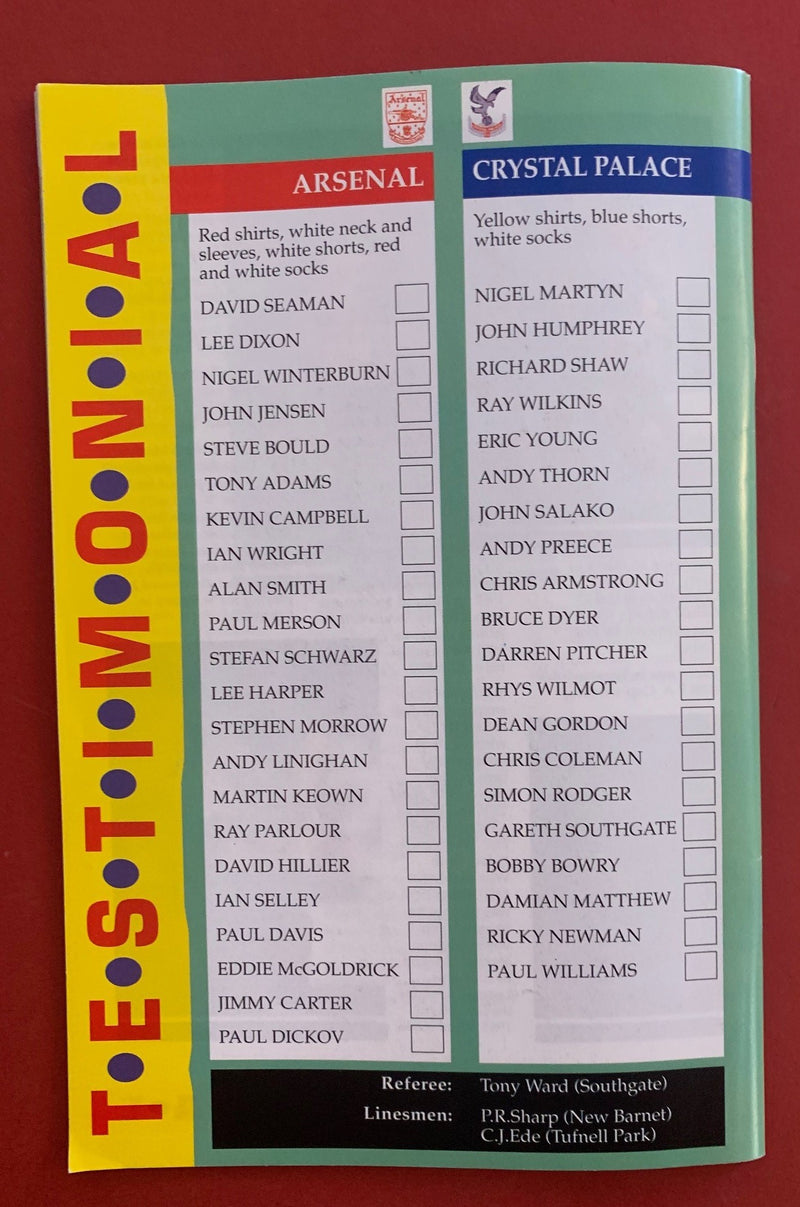 T•E•S•T•I•M•O•N•I•A•L
Arsenal
ARSENAL
Red shirts, white neck and
sleeves, white shorts, red
and white socks
DAVID SEAMAN
LEE DIXON
NIGEL WINTERBURN
JOHN JENSEN
STEVE BOULD
TONY ADAMS
KEVIN CAMPBELL
IAN WRIGHT
ALAN SMITH
PAUL MERSON
STEFAN SCHWARZ
LEE HARPER
STEPHEN MORROW
ANDY LINIGHAN
MARTIN KEOWN
RAY PARLOUR
DAVID HILLIER
IAN SELLEY
PAUL DAVIS
EDDIE McGOLDRICK
JIMMY CARTER
PAUL DICKOV
CRYSTAL PALACE
Yellow shirts, blue shorts,
white socks
NIGEL MARTYN
JOHN HUMPHREY
RICHARD SHAW
RAY WILKINS
ERIC YOUNG
ANDY THORN
JOHN SALAKO
ANDY PREECE
CHRIS ARMSTRONG
BRUCE DYER
DARREN PITCHER
RHYS WILMOT
DEAN GORDON
CHRIS COLEMAN
SIMON RODGER
GARETH SOUTHGATE
BOBBY BOWRY
DAMIAN MATTHEW
RICKY NEWMAN
PAUL WILLIAMS
Referee: Tony Ward (Southgate)
Linesmen: P.R.Sharp (New Barnet)
C.J.Ede (Tufnell Park)